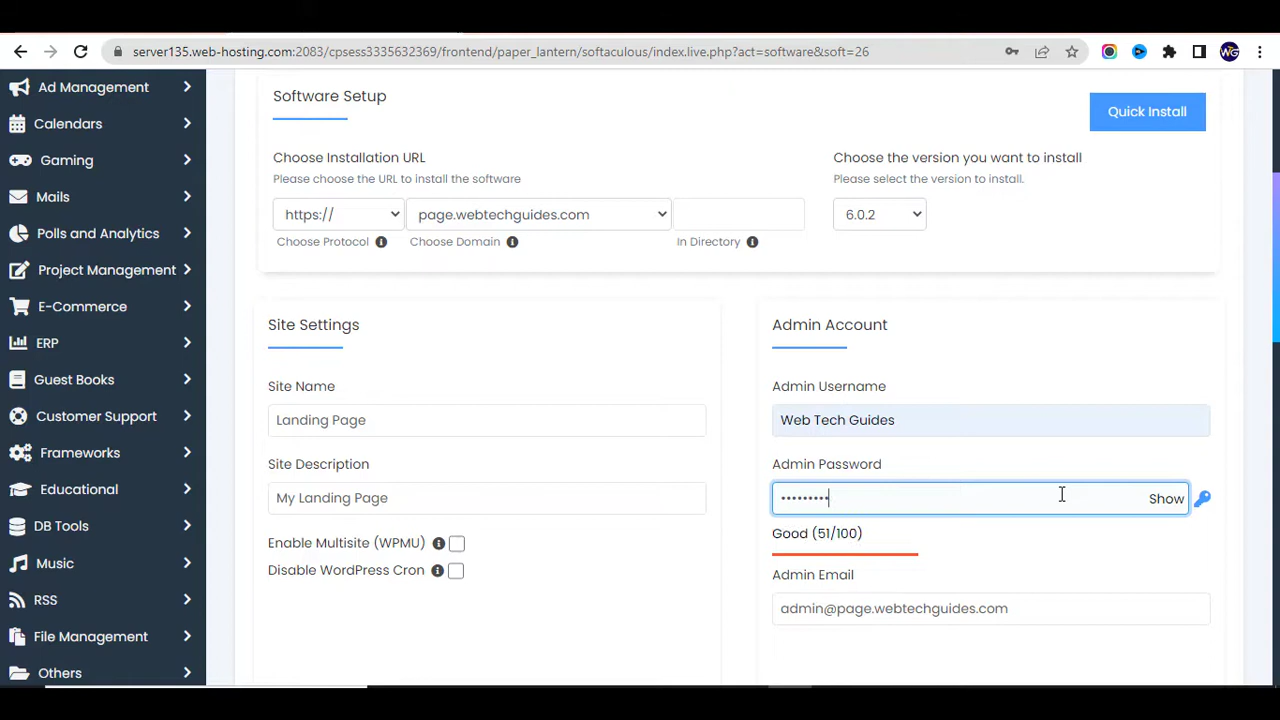 server135.web-hosting.com:2083/cpsess3335632369/frontend/paper_lantern/softaculous/index.live.php?act=software&soft=26
WG
Ad Management
Calendars
Gaming
Mails
Polls and Analytics
Project Management
E-Commerce
ERP
Guest Books
Customer Support
Frameworks
Educational
DB Tools
Music
RSS
File Management
Others
Software Setup
Quick Install
Choose Installation URL
Please choose the URL to install the software
https://
page.webtechguides.com
Choose Protocol
Choose Domain
In Directory
Choose the version you want to install
Please select the version to install.
6.0.2
Site Settings
Site Name
Landing Page
Site Description
My Landing Page
Enable Multisite (WPMU)
Disable WordPress Cron
Admin Account
Admin Username
Web Tech Guides
Admin Password
•••••••••
Show
Good (51/100)
Admin Email
admin@page.webtechguides.com